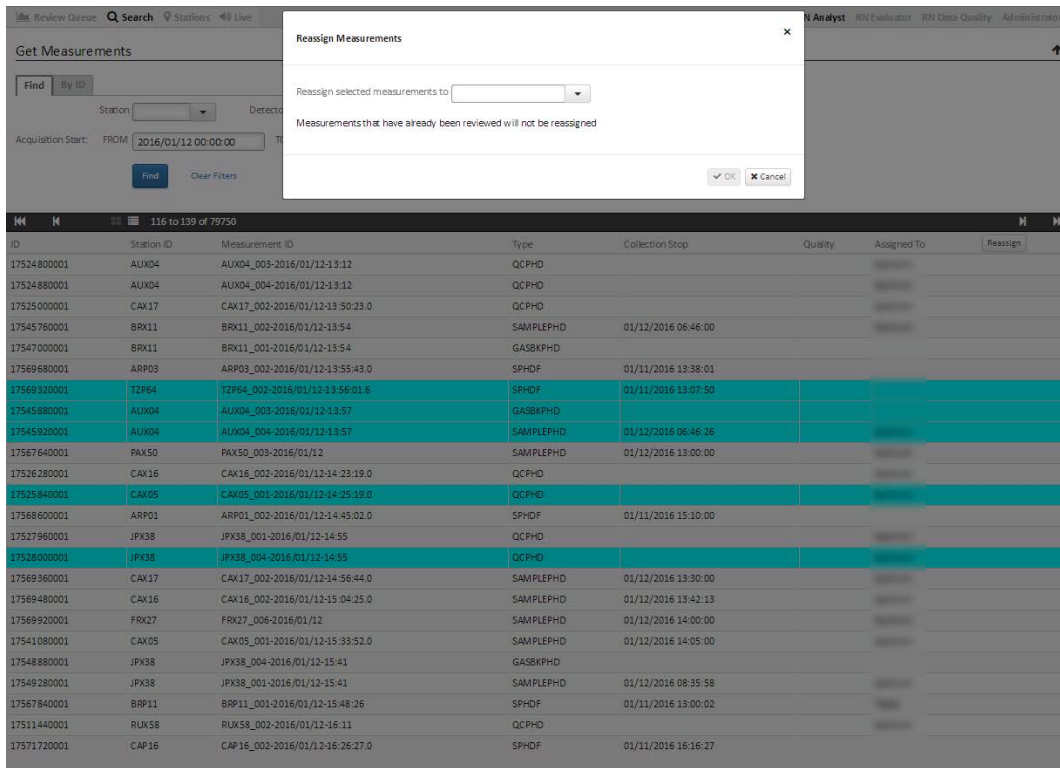 Review Queue Search Stations Live N Analyst RN Evaluator RN Data Quality Administrator
Reassign Measurements ×
Get Measurements
Find By ID
Reassign selected measurements to
Station Detecto
Measurements that have already been reviewed will not be reassigned
Acquisition Start: FROM 2016/01/12 00:00:00 TO
Find Clear Filters
OK Cancel
116 to 139 of 79750
ID Station ID Measurement ID Type Collection Stop Quality Assigned To Reassign
17524800001 AUX04 AUX04_003-2016/01/12-13:12 QCPHD
17524880001 AUX04 AUX04_004-2016/01/12-13:12 QCPHD
17525000001 CAX17 CAX17_002-2016/01/12-13:50:23.0 QCPHD
17545760001 BRX11 BRX11_002-2016/01/12-13:54 SAMPLEPHD 01/12/2016 06:46:00
17547000001 BRX11 BRX11_001-2016/01/12-13:54 GASBKPHD
17569680001 ARP03 ARP03_002-2016/01/12-13:55:43.0 SPHDF 01/11/2016 13:38:01
17569320001 TZP64 TZP64_002-2016/01/12-13:56:01.6 SPHDF 01/11/2016 13:07:50
17545880001 AUX04 AUX04_003-2016/01/12-13:57 GASBKPHD
17545920001 AUX04 AUX04_004-2016/01/12-13:57 SAMPLEPHD 01/12/2016 06:46:26
17567640001 PAX50 PAX50_003-2016/01/12 SAMPLEPHD 01/12/2016 13:00:00
17526280001 CAX16 CAX16_002-2016/01/12-14:23:19.0 QCPHD
17525840001 CAX05 CAX05_001-2016/01/12-14:25:19.0 QCPHD
17568600001 ARP01 ARP01_002-2016/01/12-14:45:02.0 SPHDF 01/11/2016 15:10:00
17527960001 JPX38 JPX38_001-2016/01/12-14:55 QCPHD
17528000001 JPX38 JPX38_004-2016/01/12-14:55 QCPHD
17569360001 CAX17 CAX17_002-2016/01/12-14:56:44.0 SAMPLEPHD 01/12/2016 13:30:00
17569480001 CAX16 CAX16_002-2016/01/12-15:04:25.0 SAMPLEPHD 01/12/2016 13:42:13
17569920001 FRX27 FRX27_006-2016/01/12 SAMPLEPHD 01/12/2016 14:00:00
17541080001 CAX05 CAX05_001-2016/01/12-15:33:52.0 SAMPLEPHD 01/12/2016 14:05:00
17548880001 JPX38 JPX38_004-2016/01/12-15:41 GASBKPHD
17549280001 JPX38 JPX38_001-2016/01/12-15:41 SAMPLEPHD 01/12/2016 08:35:58
17567840001 BRP11 BRP11_001-2016/01/12-15:48:26 SPHDF 01/11/2016 13:00:02
17511440001 RUX58 RUX58_002-2016/01/12-16:11 QCPHD
17571720001 CAP16 CAP16_002-2016/01/12-16:26:27.0 SPHDF 01/11/2016 16:16:27